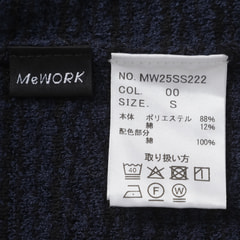 MeWORK
NO. MW25SS222
COL. 00
SIZE. S
本体 ポリエステル 88%
綿 12%
配色部分
綿 100%
取り扱い方
40
P F W